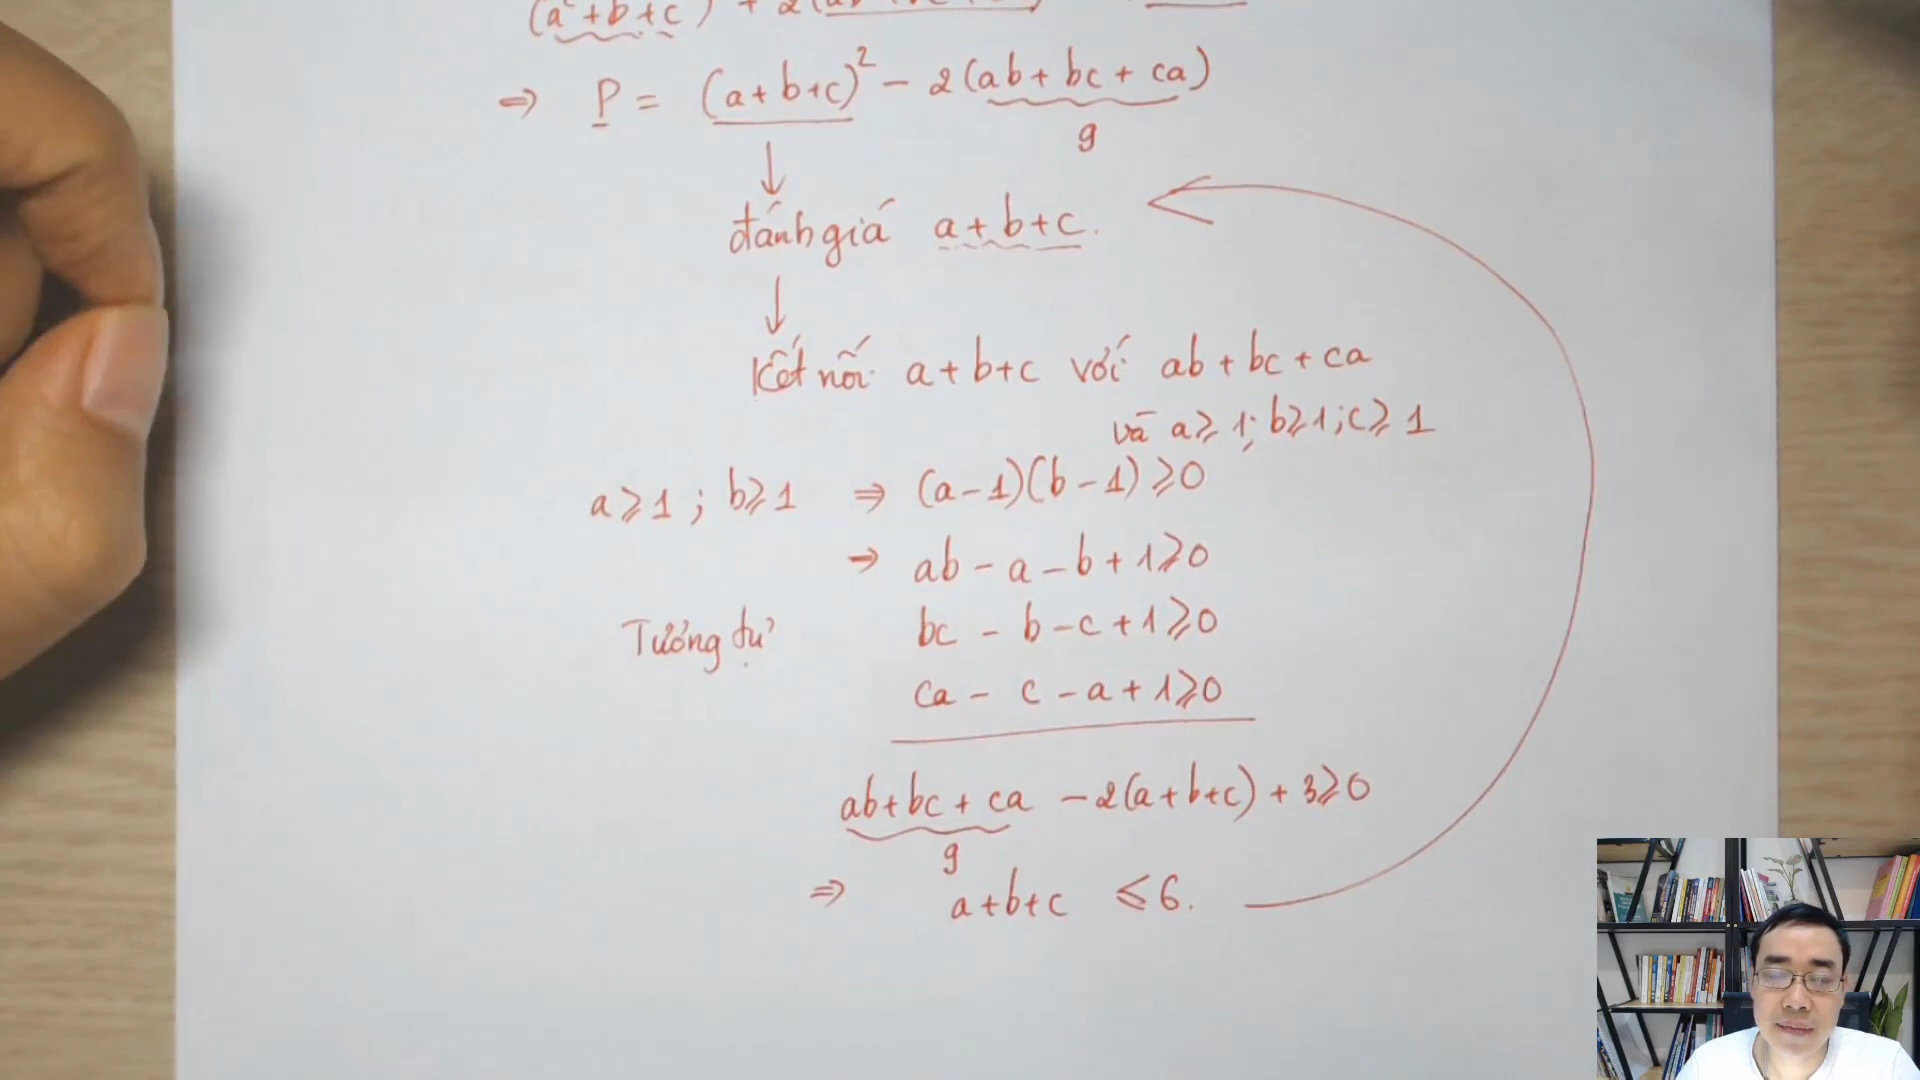 (a²+b+c) + 2(
⇒ P = (a+b+c)² - 2(ab+bc+ca)
9
↓
đánh giá a+b+c.
↓
Kết nối a+b+c với ab+bc+ca
và a≥1; b≥1; c≥1
a≥1; b≥1 ⇒ (a-1)(b-1)≥0
→ ab-a-b+1≥0
Tương tự bc-b-c+1≥0
ca-c-a+1≥0
ab+bc+ca -2(a+b+c)+3≥0
9
⇒ a+b+c ≤6.